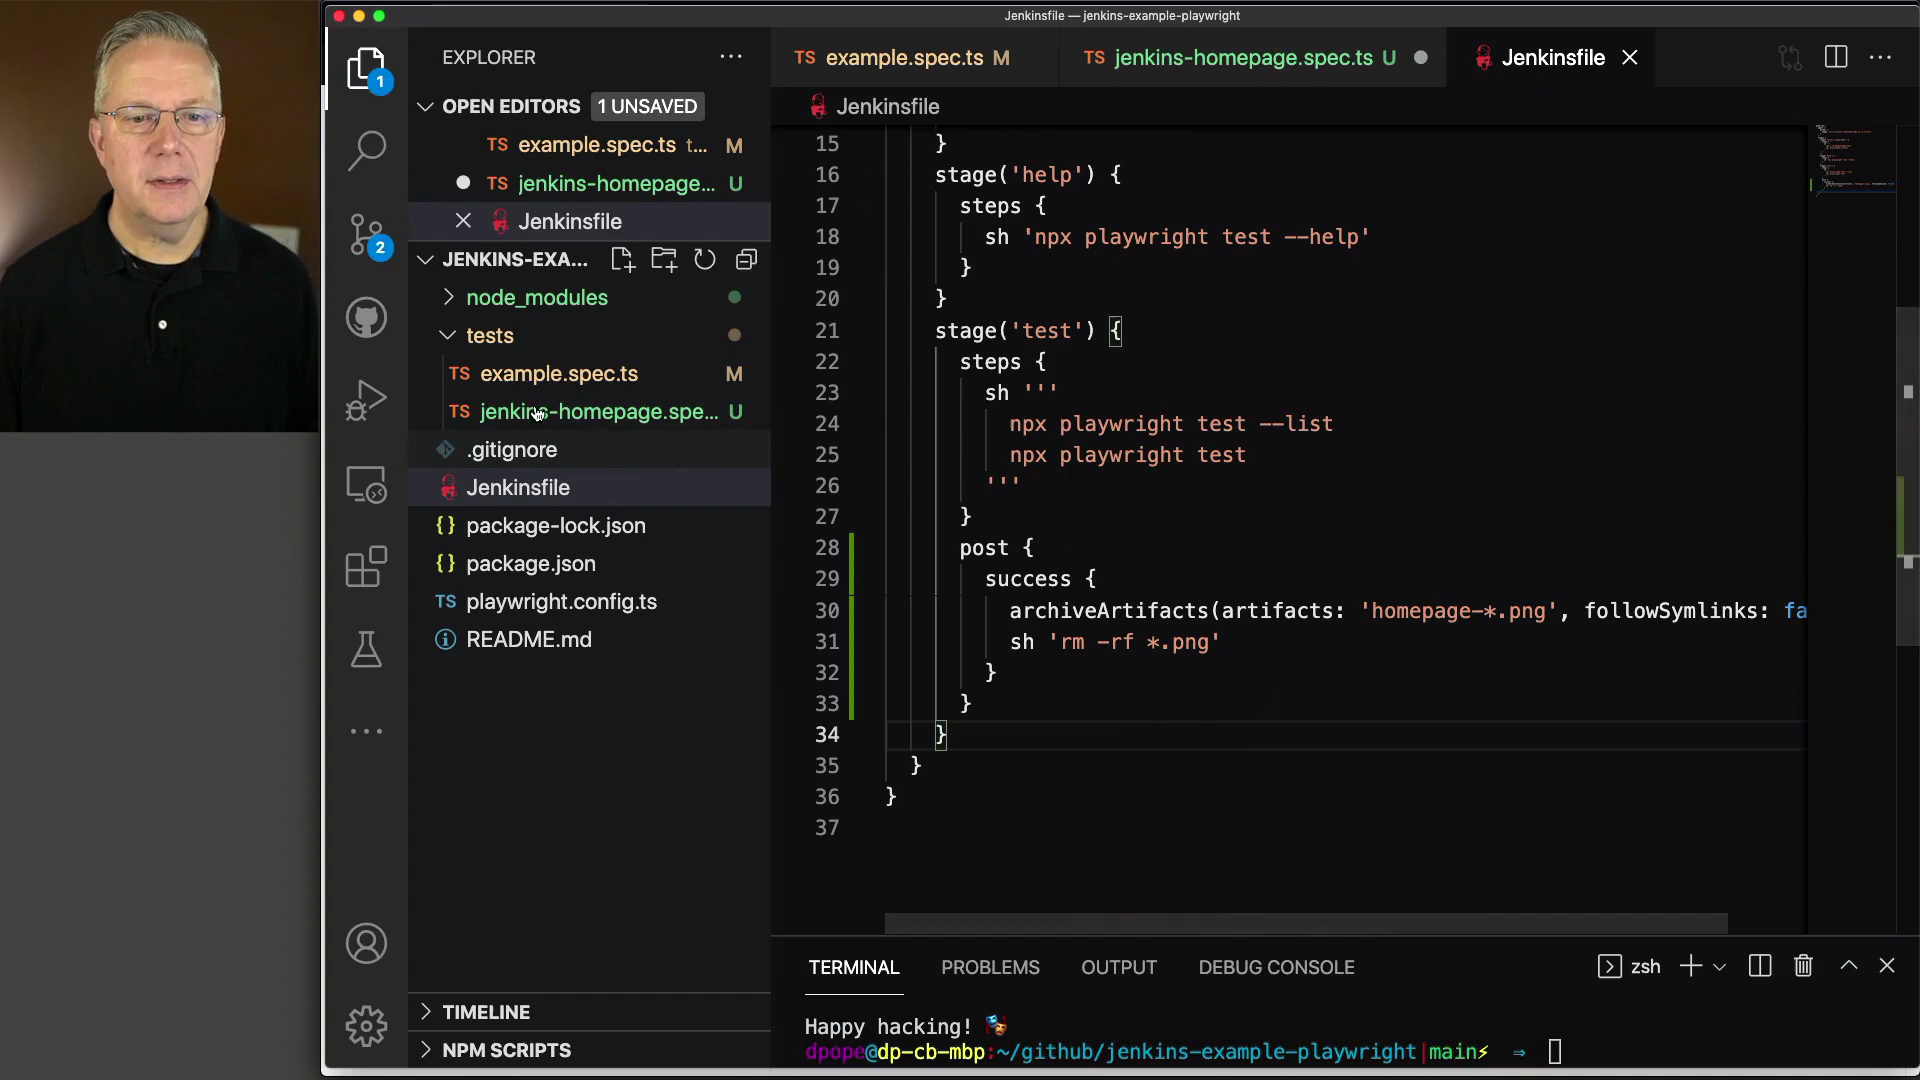 Jenkinsfile — jenkins-example-playwright
EXPLORER
TS example.spec.ts M
TS jenkins-homepage.spec.ts U
Jenkinsfile
1
OPEN EDITORS 1 UNSAVED
Jenkinsfile
TS example.spec.ts t... M
TS jenkins-homepage... U
Jenkinsfile
2
JENKINS-EXA...
node_modules
tests
TS example.spec.ts M
TS jenkins-homepage.spe... U
.gitignore
Jenkinsfile
{} package-lock.json
{} package.json
TS playwright.config.ts
README.md
TIMELINE
NPM SCRIPTS
15 }
16 stage('help') {
17 steps {
18 sh 'npx playwright test --help'
19 }
20 }
21 stage('test') {
22 steps {
23 sh '''
24 npx playwright test --list
25 npx playwright test
26 '''
27 }
28 post {
29 success {
30 archiveArtifacts(artifacts: 'homepage-*.png', followSymlinks: fa
31 sh 'rm -rf *.png'
32 }
33 }
34 }
35 }
36 }
37
TERMINAL PROBLEMS OUTPUT DEBUG CONSOLE
zsh
Happy hacking! 🎭
dpope@dp-cb-mbp:~/github/jenkins-example-playwright|main⚡ ⇒